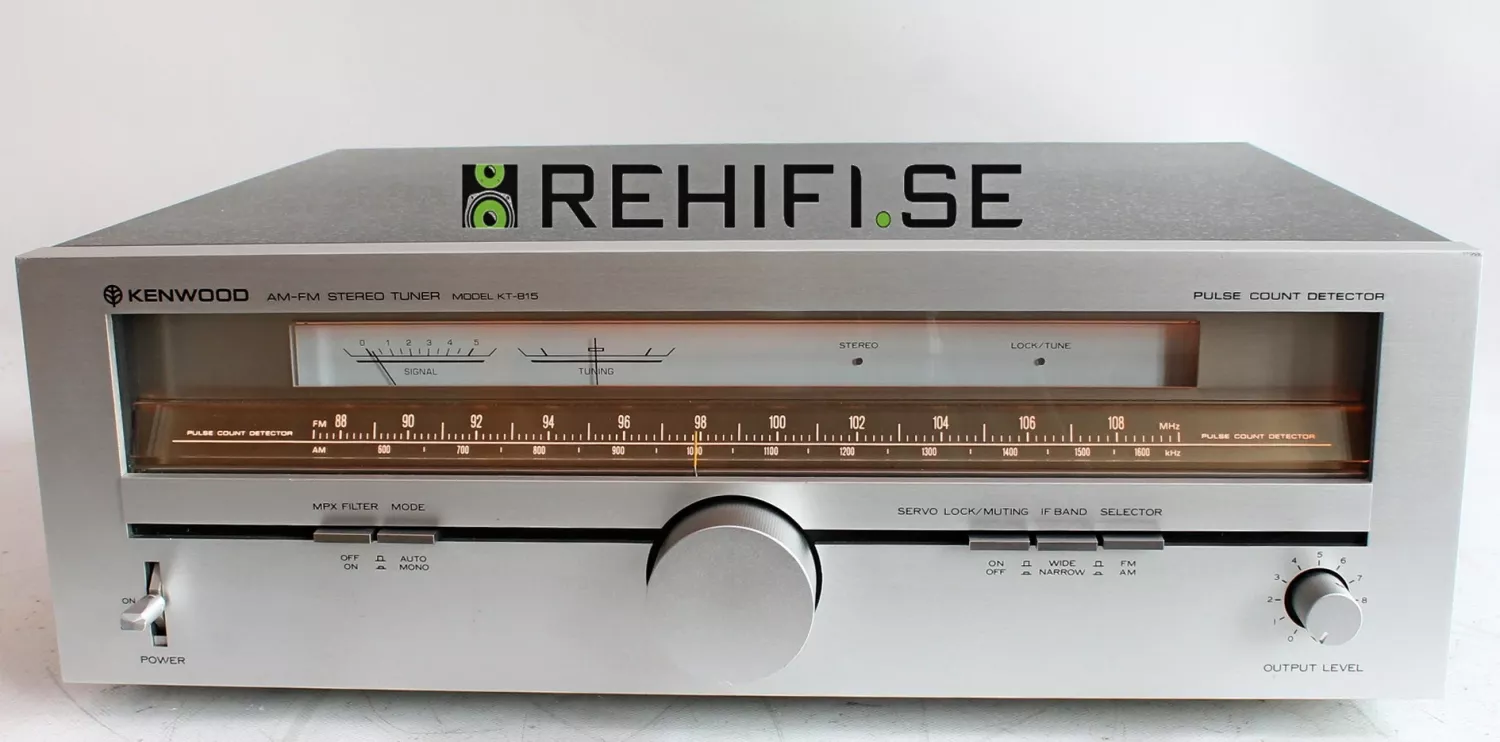 REHIFI.SE
KENWOOD AM-FM STEREO TUNER MODEL KT-815 PULSE COUNT DETECTOR
0 1 2 3 4 5 STEREO LOCK/TUNE
SIGNAL TUNING
FM 88 90 92 94 96 98 100 102 104 106 108 MHz
PULSE COUNT DETECTOR PULSE COUNT DETECTOR
AM 600 700 800 900 1000 1100 1200 1300 1400 1500 1600 kHz
MPX FILTER MODE SERVO LOCK/MUTING IF BAND SELECTOR
OFF AUTO ON WIDE FM
ON MONO OFF NARROW AM
ON
POWER
0 1 2 3 4 5 6 7 8
OUTPUT LEVEL